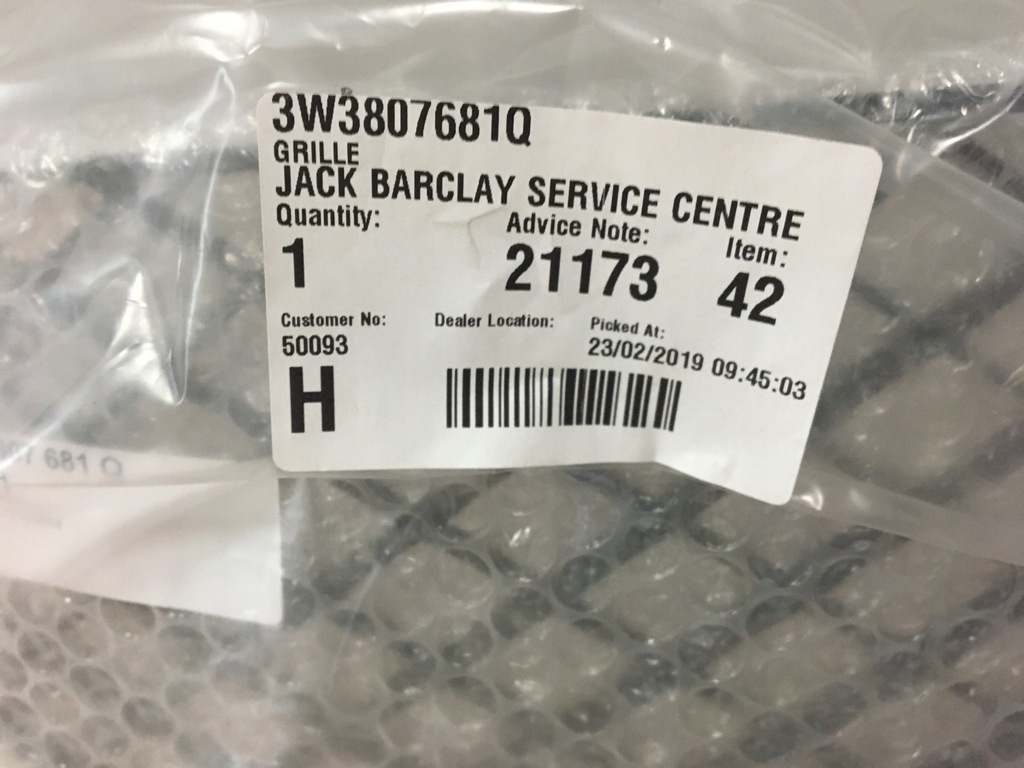 3W3807681Q
GRILLE
JACK BARCLAY SERVICE CENTRE
Quantity: Advice Note: Item:
1 21173 42
Customer No: Dealer Location: Picked At:
50093 23/02/2019 09:45:03
H
681 Q